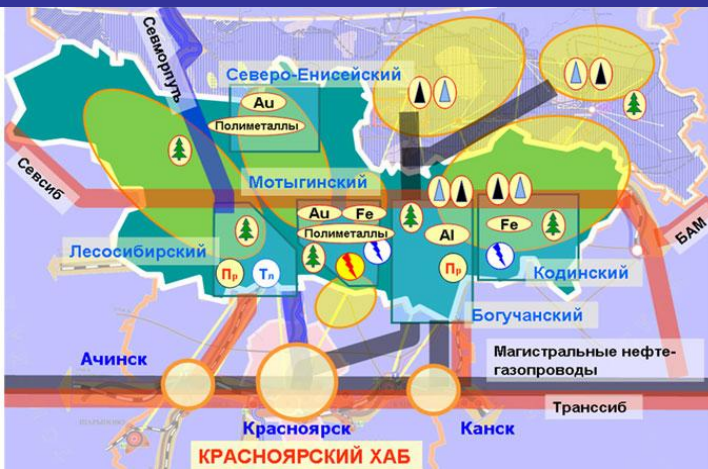 Севморпуть
Северо-Енисейский
Au
Полиметаллы
Севсиб
Мотыгинский
Au
Fe
Полиметаллы
Al
Fe
БАМ
Лесосибирский
Пр
Тл
Пр
Кодинский
Богучанский
Ачинск
Магистральные нефте-
газопроводы
Транссиб
Красноярск
Канск
КРАСНОЯРСКИЙ ХАБ